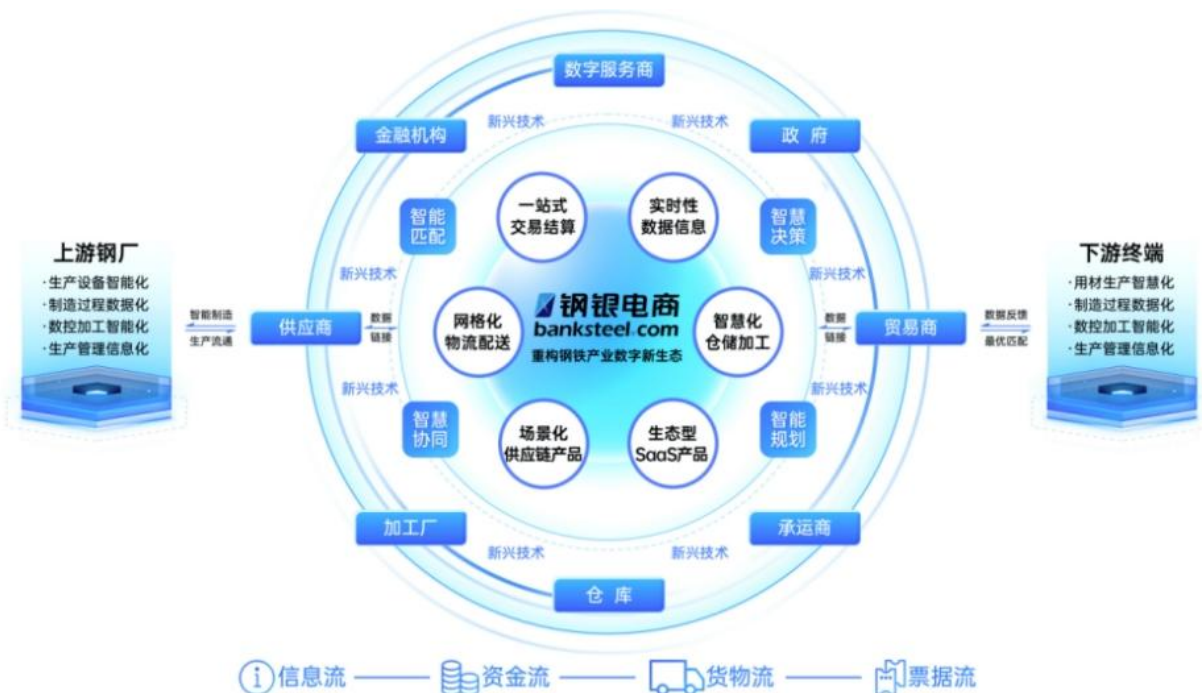 数字服务商
金融机构
新兴技术
新兴技术
政府
智能
匹配
一站式
交易结算
实时性
数据信息
智慧
决策
上游钢厂
·生产设备智能化
·制造过程数据化
·数控加工智能化
·生产管理信息化
智能制造
生产流通
新兴技术
供应商
数据
链接
网格化
物流配送
钢银电商
banksteel.com
重构钢铁产业数字新生态
智慧化
仓储加工
数据
链接
新兴技术
贸易商
数据反馈
最优匹配
下游终端
·用材生产智慧化
·制造过程数据化
·数控加工智能化
·生产管理信息化
新兴技术
新兴技术
智慧
协同
场景化
供应链产品
生态型
SaaS产品
智能
规划
加工厂
新兴技术
新兴技术
承运商
仓库
信息流
资金流
货物流
票据流